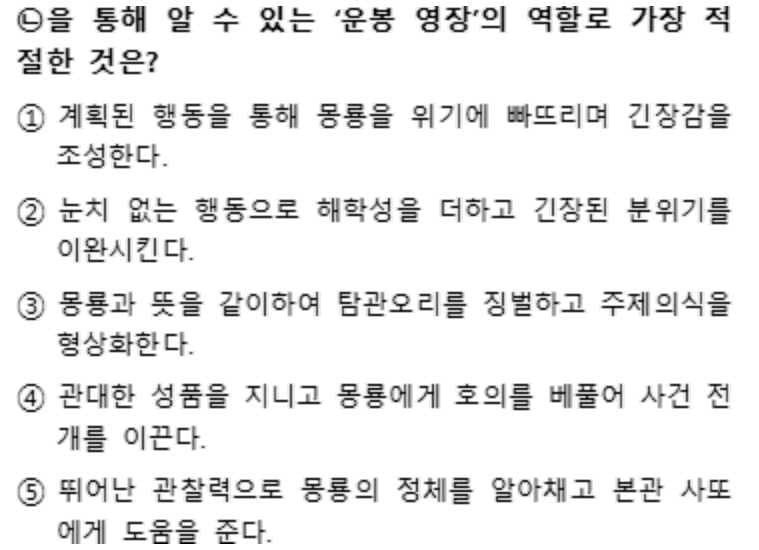 ㉡을 통해 알 수 있는 ‘운봉 영장’의 역할로 가장 적
절한 것은?
① 계획된 행동을 통해 몽룡을 위기에 빠뜨리며 긴장감을
조성한다.
② 눈치 없는 행동으로 해학성을 더하고 긴장된 분위기를
이완시킨다.
③ 몽룡과 뜻을 같이하여 탐관오리를 징벌하고 주제의식을
형상화한다.
④ 관대한 성품을 지니고 몽룡에게 호의를 베풀어 사건 전
개를 이끈다.
⑤ 뛰어난 관찰력으로 몽룡의 정체를 알아채고 본관 사또
에게 도움을 준다.